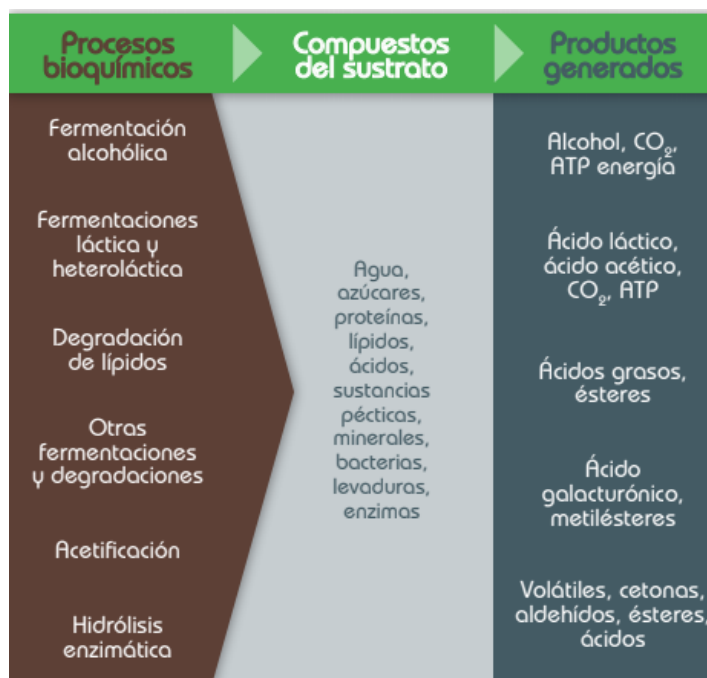 Procesos
bioquímicos
Compuestos
del sustrato
Productos
generados
Fermentación
alcohólica
Fermentaciones
láctica y
heteroláctica
Degradación
de lípidos
Otras
fermentaciones
y degradaciones
Acetificación
Hidrólisis
enzimática
Agua,
azúcares,
proteínas,
lípidos,
ácidos,
sustancias
pécticas,
minerales,
bacterias,
levaduras,
enzimas
Alcohol, CO₂,
ATP energía
Ácido láctico,
ácido acético,
CO₂, ATP
Ácidos grasos,
ésteres
Ácido
galacturónico,
metilésteres
Volátiles, cetonas,
aldehídos, ésteres,
ácidos